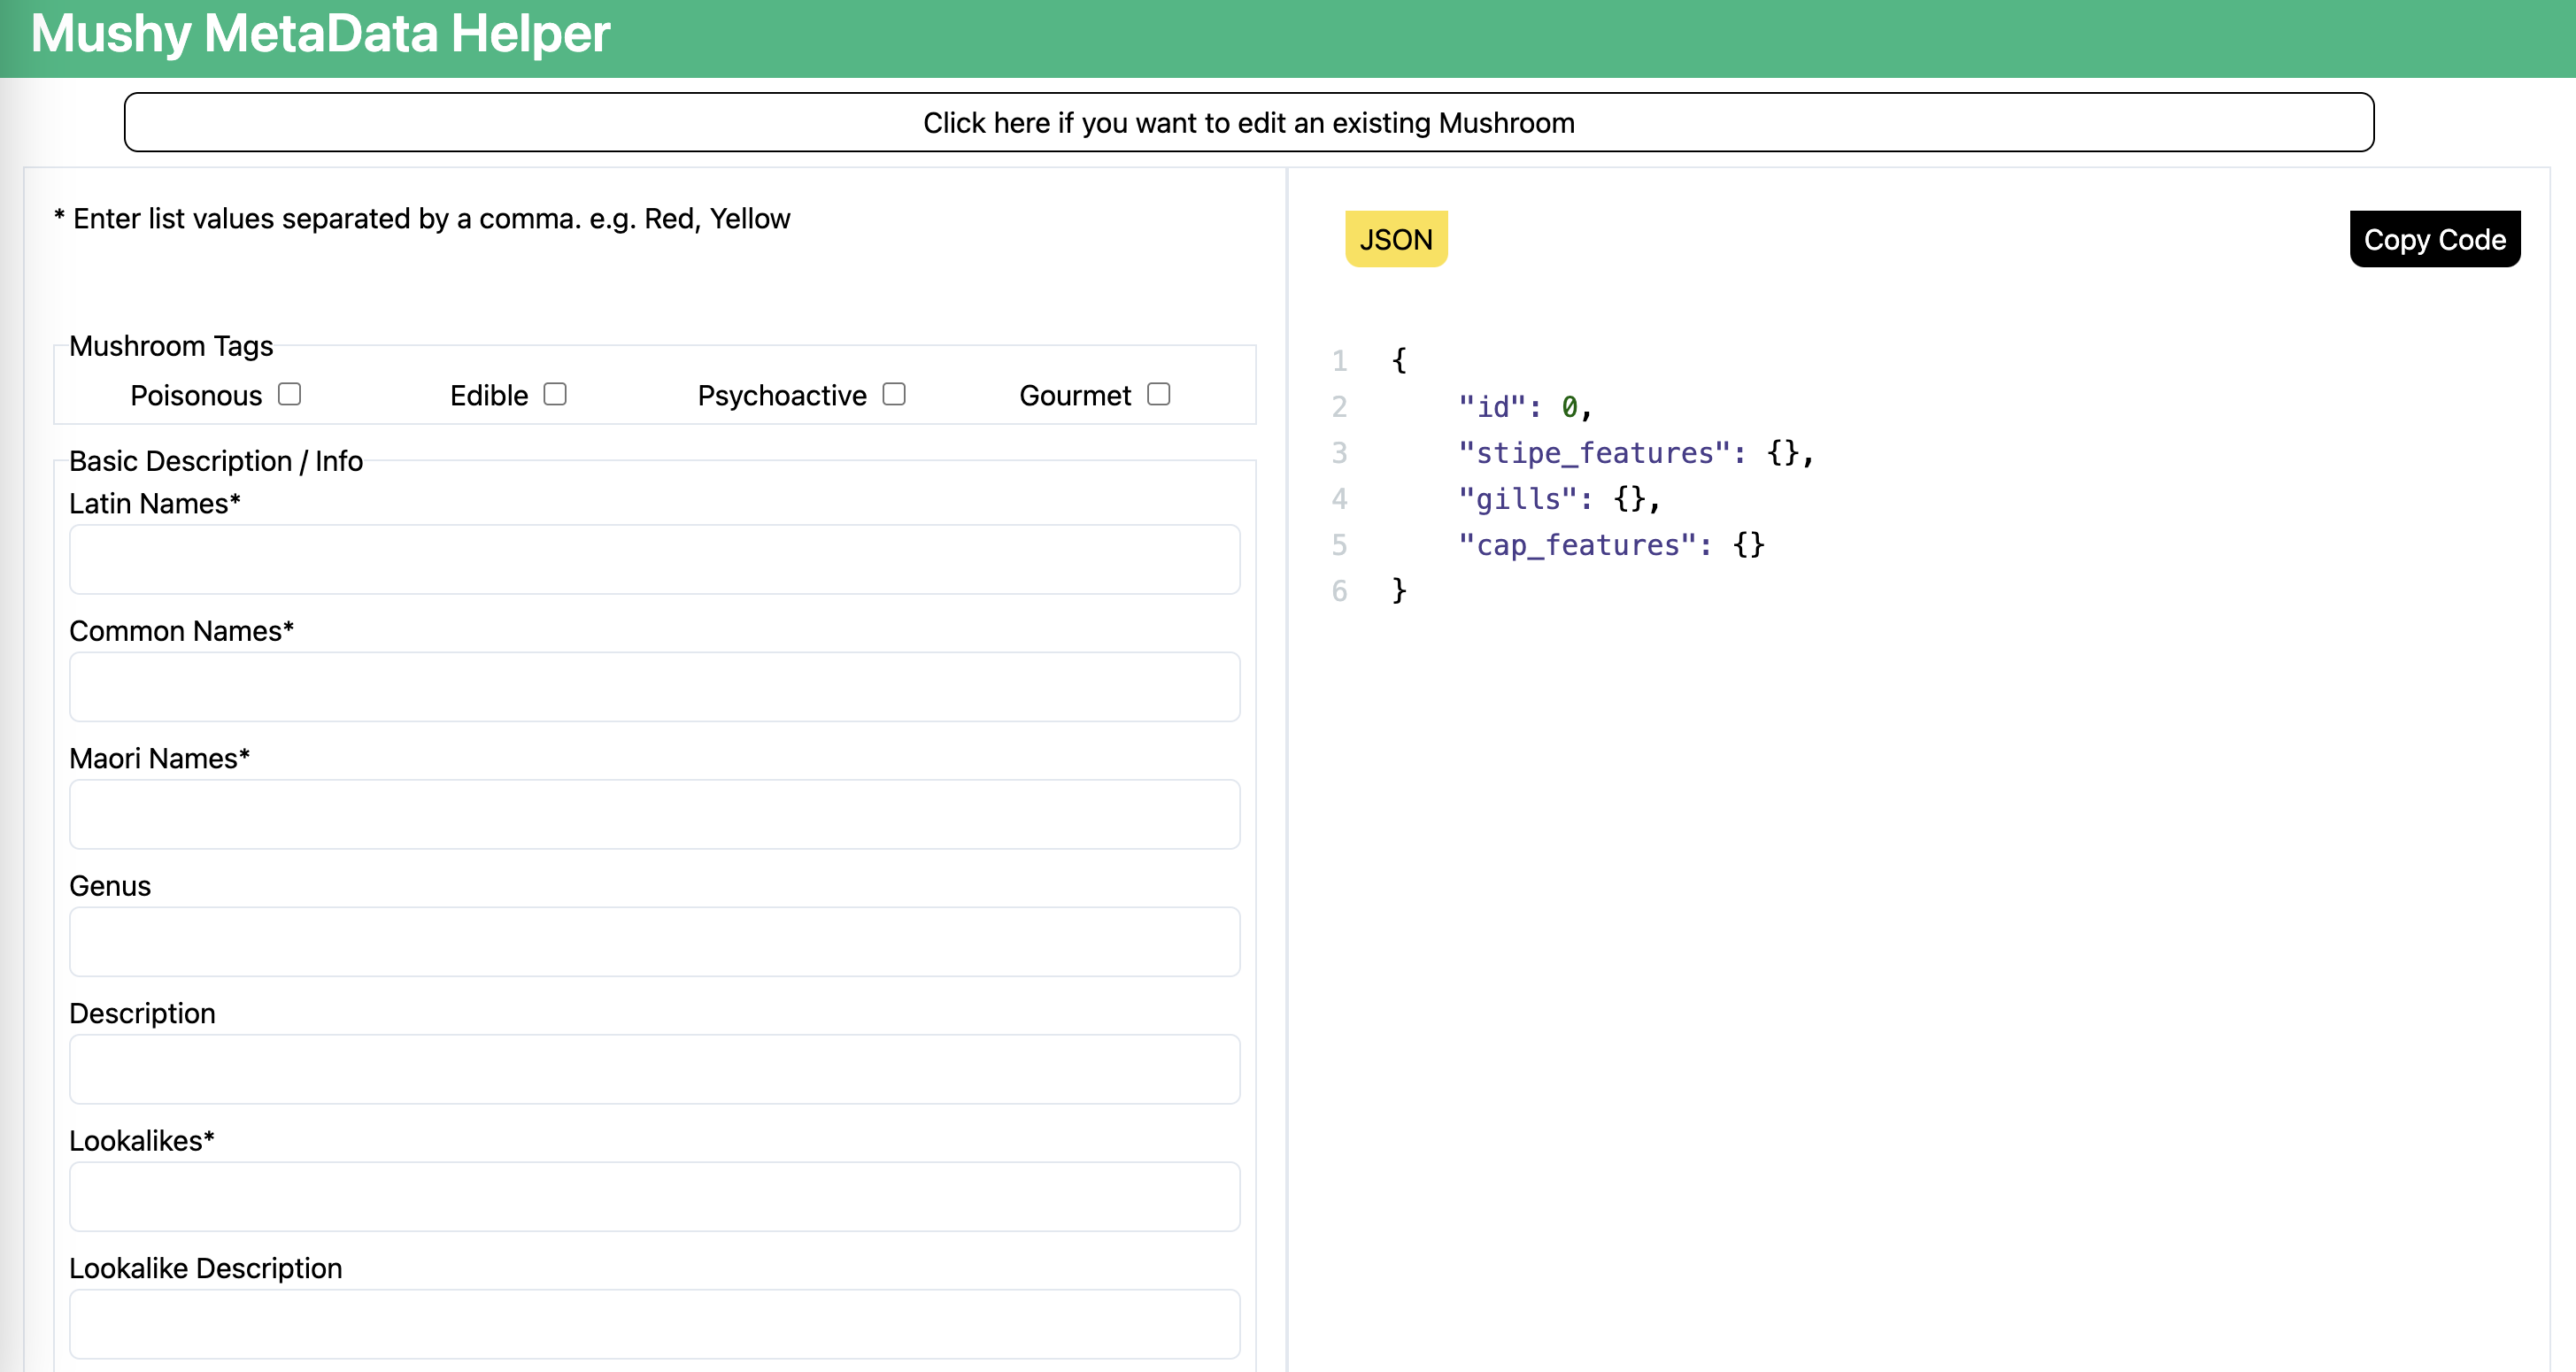 Mushy MetaData Helper
Click here if you want to edit an existing Mushroom
* Enter list values separated by a comma. e.g. Red, Yellow
Mushroom Tags
Poisonous Edible Psychoactive Gourmet
Basic Description / Info
Latin Names*
Common Names*
Maori Names*
Genus
Description
Lookalikes*
Lookalike Description
JSON Copy Code
1 {
2 "id": 0,
3 "stipe_features": {},
4 "gills": {},
5 "cap_features": {}
6 }